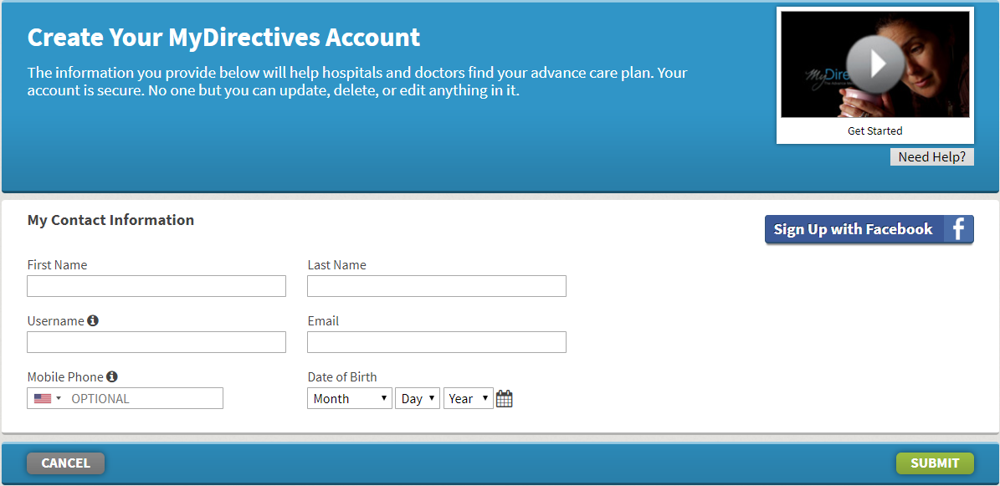 Create Your MyDirectives Account
The information you provide below will help hospitals and doctors find your advance care plan. Your
account is secure. No one but you can update, delete, or edit anything in it.
Get Started
Need Help?
My Contact Information
Sign Up with Facebook f
First Name Last Name
Username Email
Mobile Phone Date of Birth
OPTIONAL Month Day Year
CANCEL SUBMIT